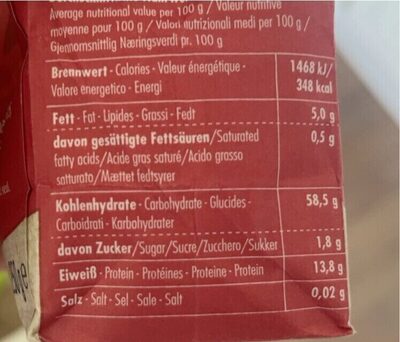 Average nutritional value per 100 g / Valeur nutritive
moyenne pour 100 g / Valori nutrizionali medi per 100 g /
Gjennomsnittlig Næringsverdi pr. 100 g
Brennwert - Calories - Valeur énergétique - 1468 kJ/
Valore energetico - Energi 348 kcal
Fett - Fat - Lipides - Grassi - Fedt 5,0 g
davon gesättigte Fettsäuren/Saturated 0,5 g
fatty acids/Acide gras saturé/Acido grasso
satturato/Mættet fedtsyrer
Kohlenhydrate - Carbohydrate - Glucides - 58,5 g
Carboidrati - Karbohydrater
davon Zucker/Sugar/Sucre/Zucchero/Sukker 1,8 g
Eiweiß - Protein - Protéines - Proteine - Protein 13,8 g
Salz - Salt - Sel - Sale - Salt 0,02 g